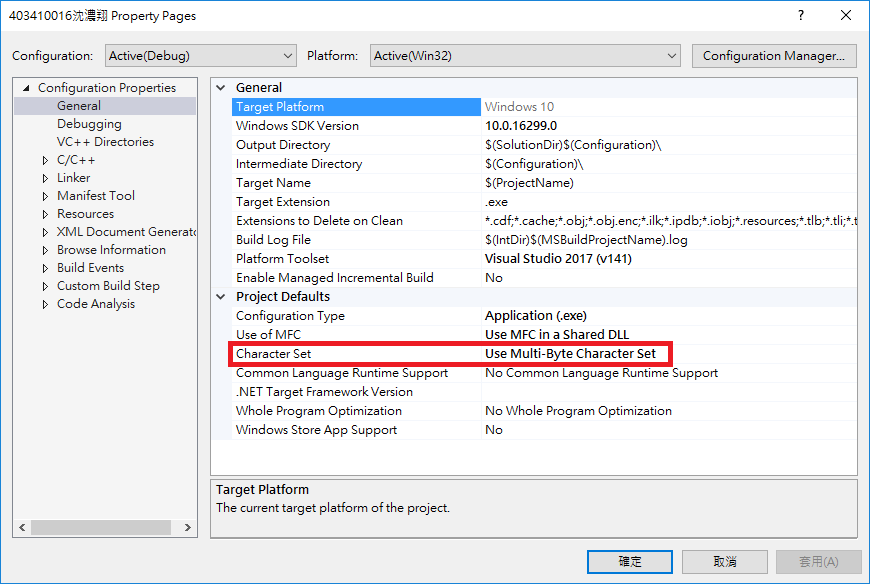 403410016沈濃翔 Property Pages
Configuration: Active(Debug) Platform: Active(Win32) Configuration Manager...
Configuration Properties
General
Debugging
VC++ Directories
C/C++
Linker
Manifest Tool
Resources
XML Document Generato
Browse Information
Build Events
Custom Build Step
Code Analysis
General
Target Platform Windows 10
Windows SDK Version 10.0.16299.0
Output Directory $(SolutionDir)$(Configuration)\
Intermediate Directory $(Configuration)\
Target Name $(ProjectName)
Target Extension .exe
Extensions to Delete on Clean *.cdf;*.cache;*.obj;*.obj.enc;*.ilk;*.ipdb;*.iobj;*.resources;*.tlb;*.tli;*.t
Build Log File $(IntDir)$(MSBuildProjectName).log
Platform Toolset Visual Studio 2017 (v141)
Enable Managed Incremental Build No
Project Defaults
Configuration Type Application (.exe)
Use of MFC Use MFC in a Shared DLL
Character Set Use Multi-Byte Character Set
Common Language Runtime Support No Common Language Runtime Support
.NET Target Framework Version
Whole Program Optimization No Whole Program Optimization
Windows Store App Support No
Target Platform
The current target platform of the project.
確定 取消 套用(A)